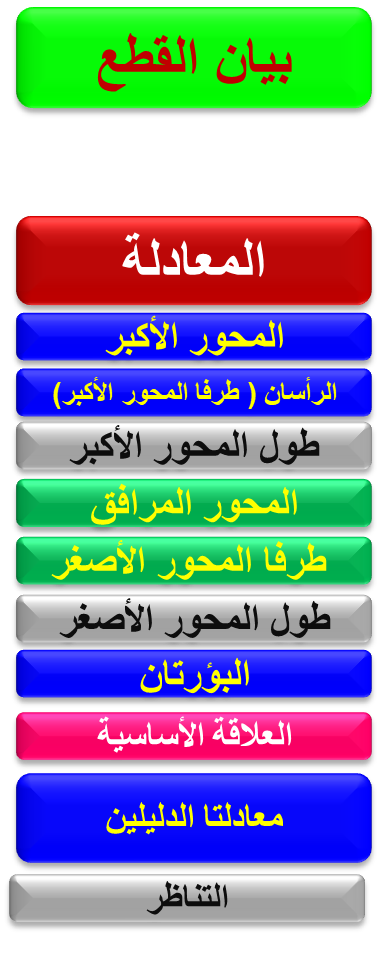 بيان القطع
المعادلة
المحور الأكبر
الرأسان ( طرفا المحور الأكبر)
طول المحور الأكبر
المحور المرافق
طرفا المحور الأصغر
طول المحور الأصغر
البؤرتان
العلاقة الأساسية
معادلتا الدليلين
التناظر